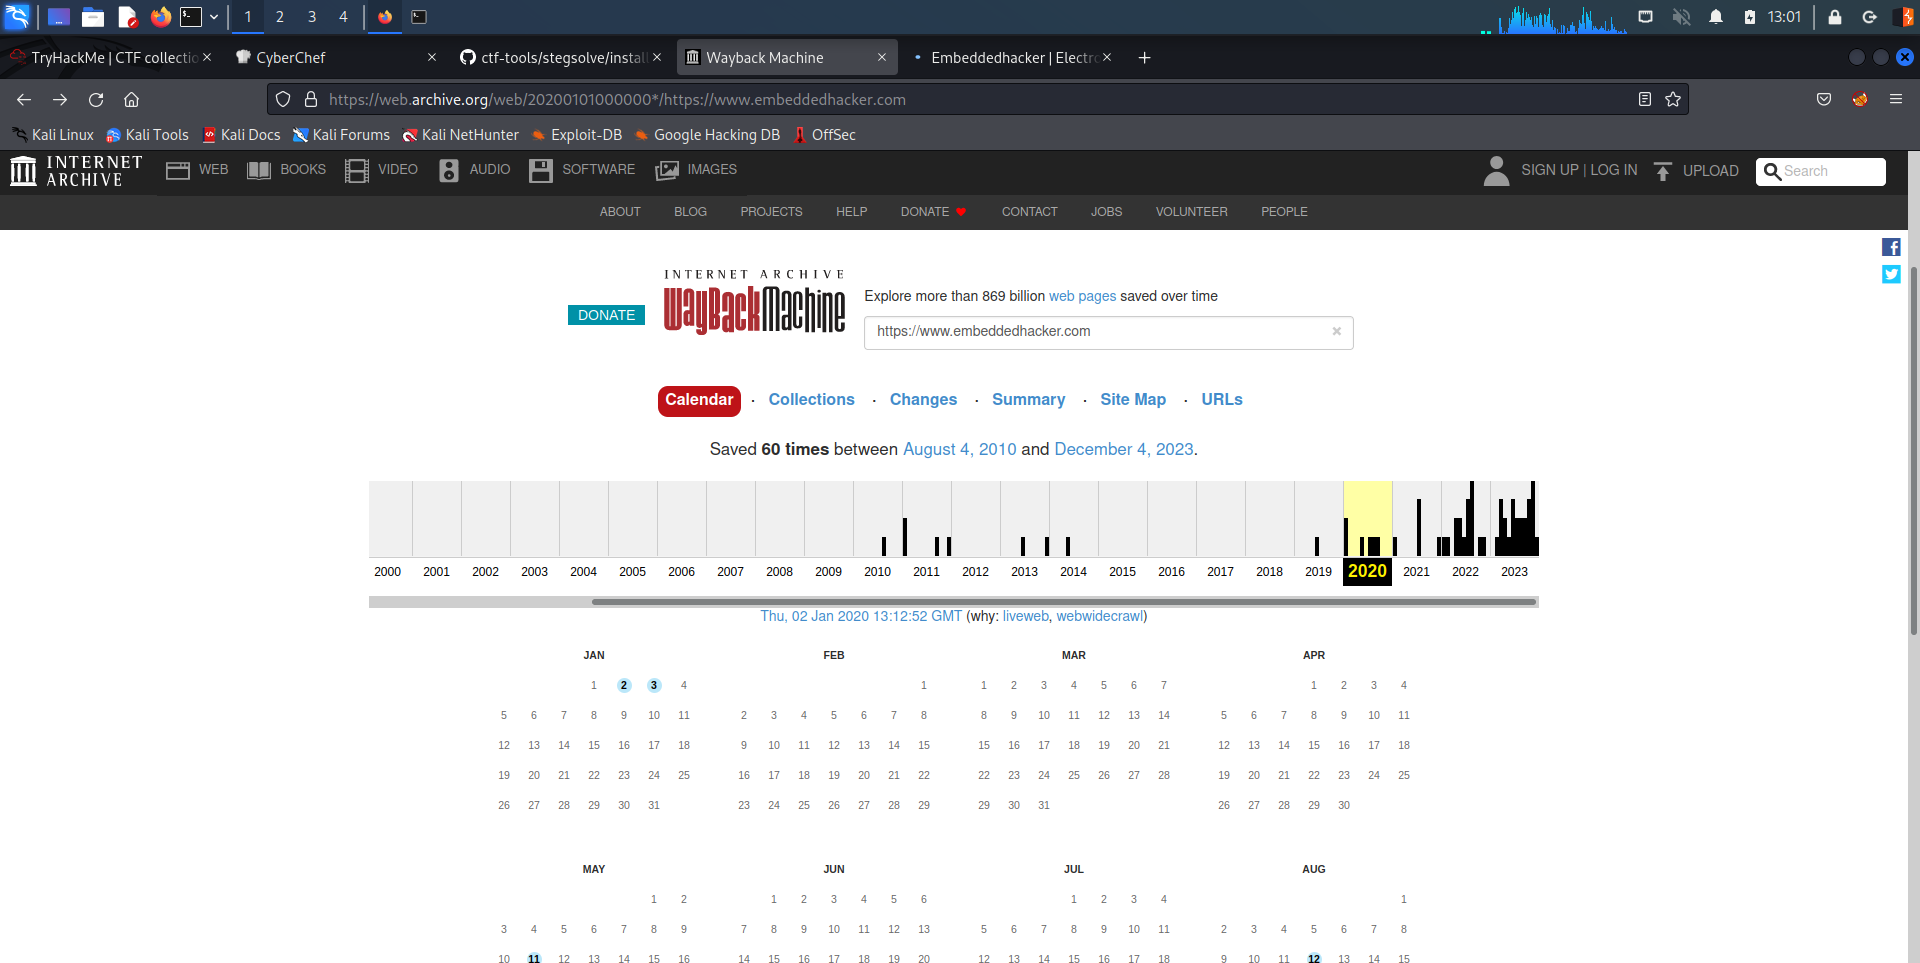 1 2 3 4 13:01
TryHackMe | CTF collectio CyberChef ctf-tools/stegsolve/install Wayback Machine Embeddedhacker | Electro
https://web.archive.org/web/20200101000000*/https://www.embeddedhacker.com
Kali Linux Kali Tools Kali Docs Kali Forums Kali NetHunter Exploit-DB Google Hacking DB OffSec
INTERNET ARCHIVE WEB BOOKS VIDEO AUDIO SOFTWARE IMAGES SIGN UP | LOG IN UPLOAD Search
ABOUT BLOG PROJECTS HELP DONATE CONTACT JOBS VOLUNTEER PEOPLE
INTERNET ARCHIVE
DONATE WayBackMachine Explore more than 869 billion web pages saved over time
https://www.embeddedhacker.com ×
Calendar · Collections · Changes · Summary · Site Map · URLs
Saved 60 times between August 4, 2010 and December 4, 2023.
2000 2001 2002 2003 2004 2005 2006 2007 2008 2009 2010 2011 2012 2013 2014 2015 2016 2017 2018 2019 2020 2021 2022 2023
Thu, 02 Jan 2020 13:12:52 GMT (why: liveweb, webwidecrawl)
JAN FEB MAR APR
1 2 3 4 1 1 2 3 4 5 6 7 1 2 3 4
5 6 7 8 9 10 11 2 3 4 5 6 7 8 8 9 10 11 12 13 14 5 6 7 8 9 10 11
12 13 14 15 16 17 18 9 10 11 12 13 14 15 15 16 17 18 19 20 21 12 13 14 15 16 17 18
19 20 21 22 23 24 25 16 17 18 19 20 21 22 22 23 24 25 26 27 28 19 20 21 22 23 24 25
26 27 28 29 30 31 23 24 25 26 27 28 29 29 30 31 26 27 28 29 30
MAY JUN JUL AUG
1 2 1 2 3 4 5 6 1 2 3 4 1
3 4 5 6 7 8 9 7 8 9 10 11 12 13 5 6 7 8 9 10 11 2 3 4 5 6 7 8
10 11 12 13 14 15 16 14 15 16 17 18 19 20 12 13 14 15 16 17 18 9 10 11 12 13 14 15